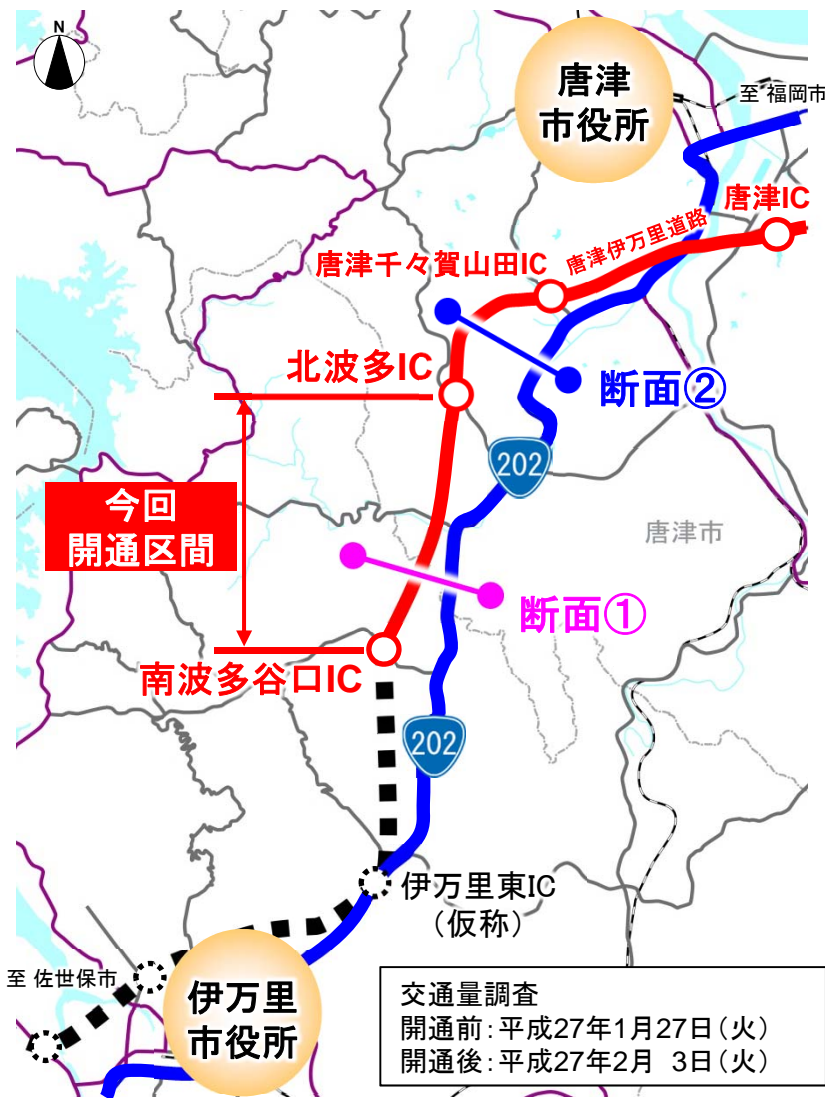 N
唐津
市役所
至 福岡市
唐津IC
唐津伊万里道路
唐津千々賀山田IC
北波多IC
断面②
202
今回
開通区間
唐津市
断面①
南波多谷口IC
202
伊万里東IC
（仮称）
至 佐世保市
伊万里
市役所
交通量調査
開通前：平成27年1月27日（火）
開通後：平成27年2月 3日（火）